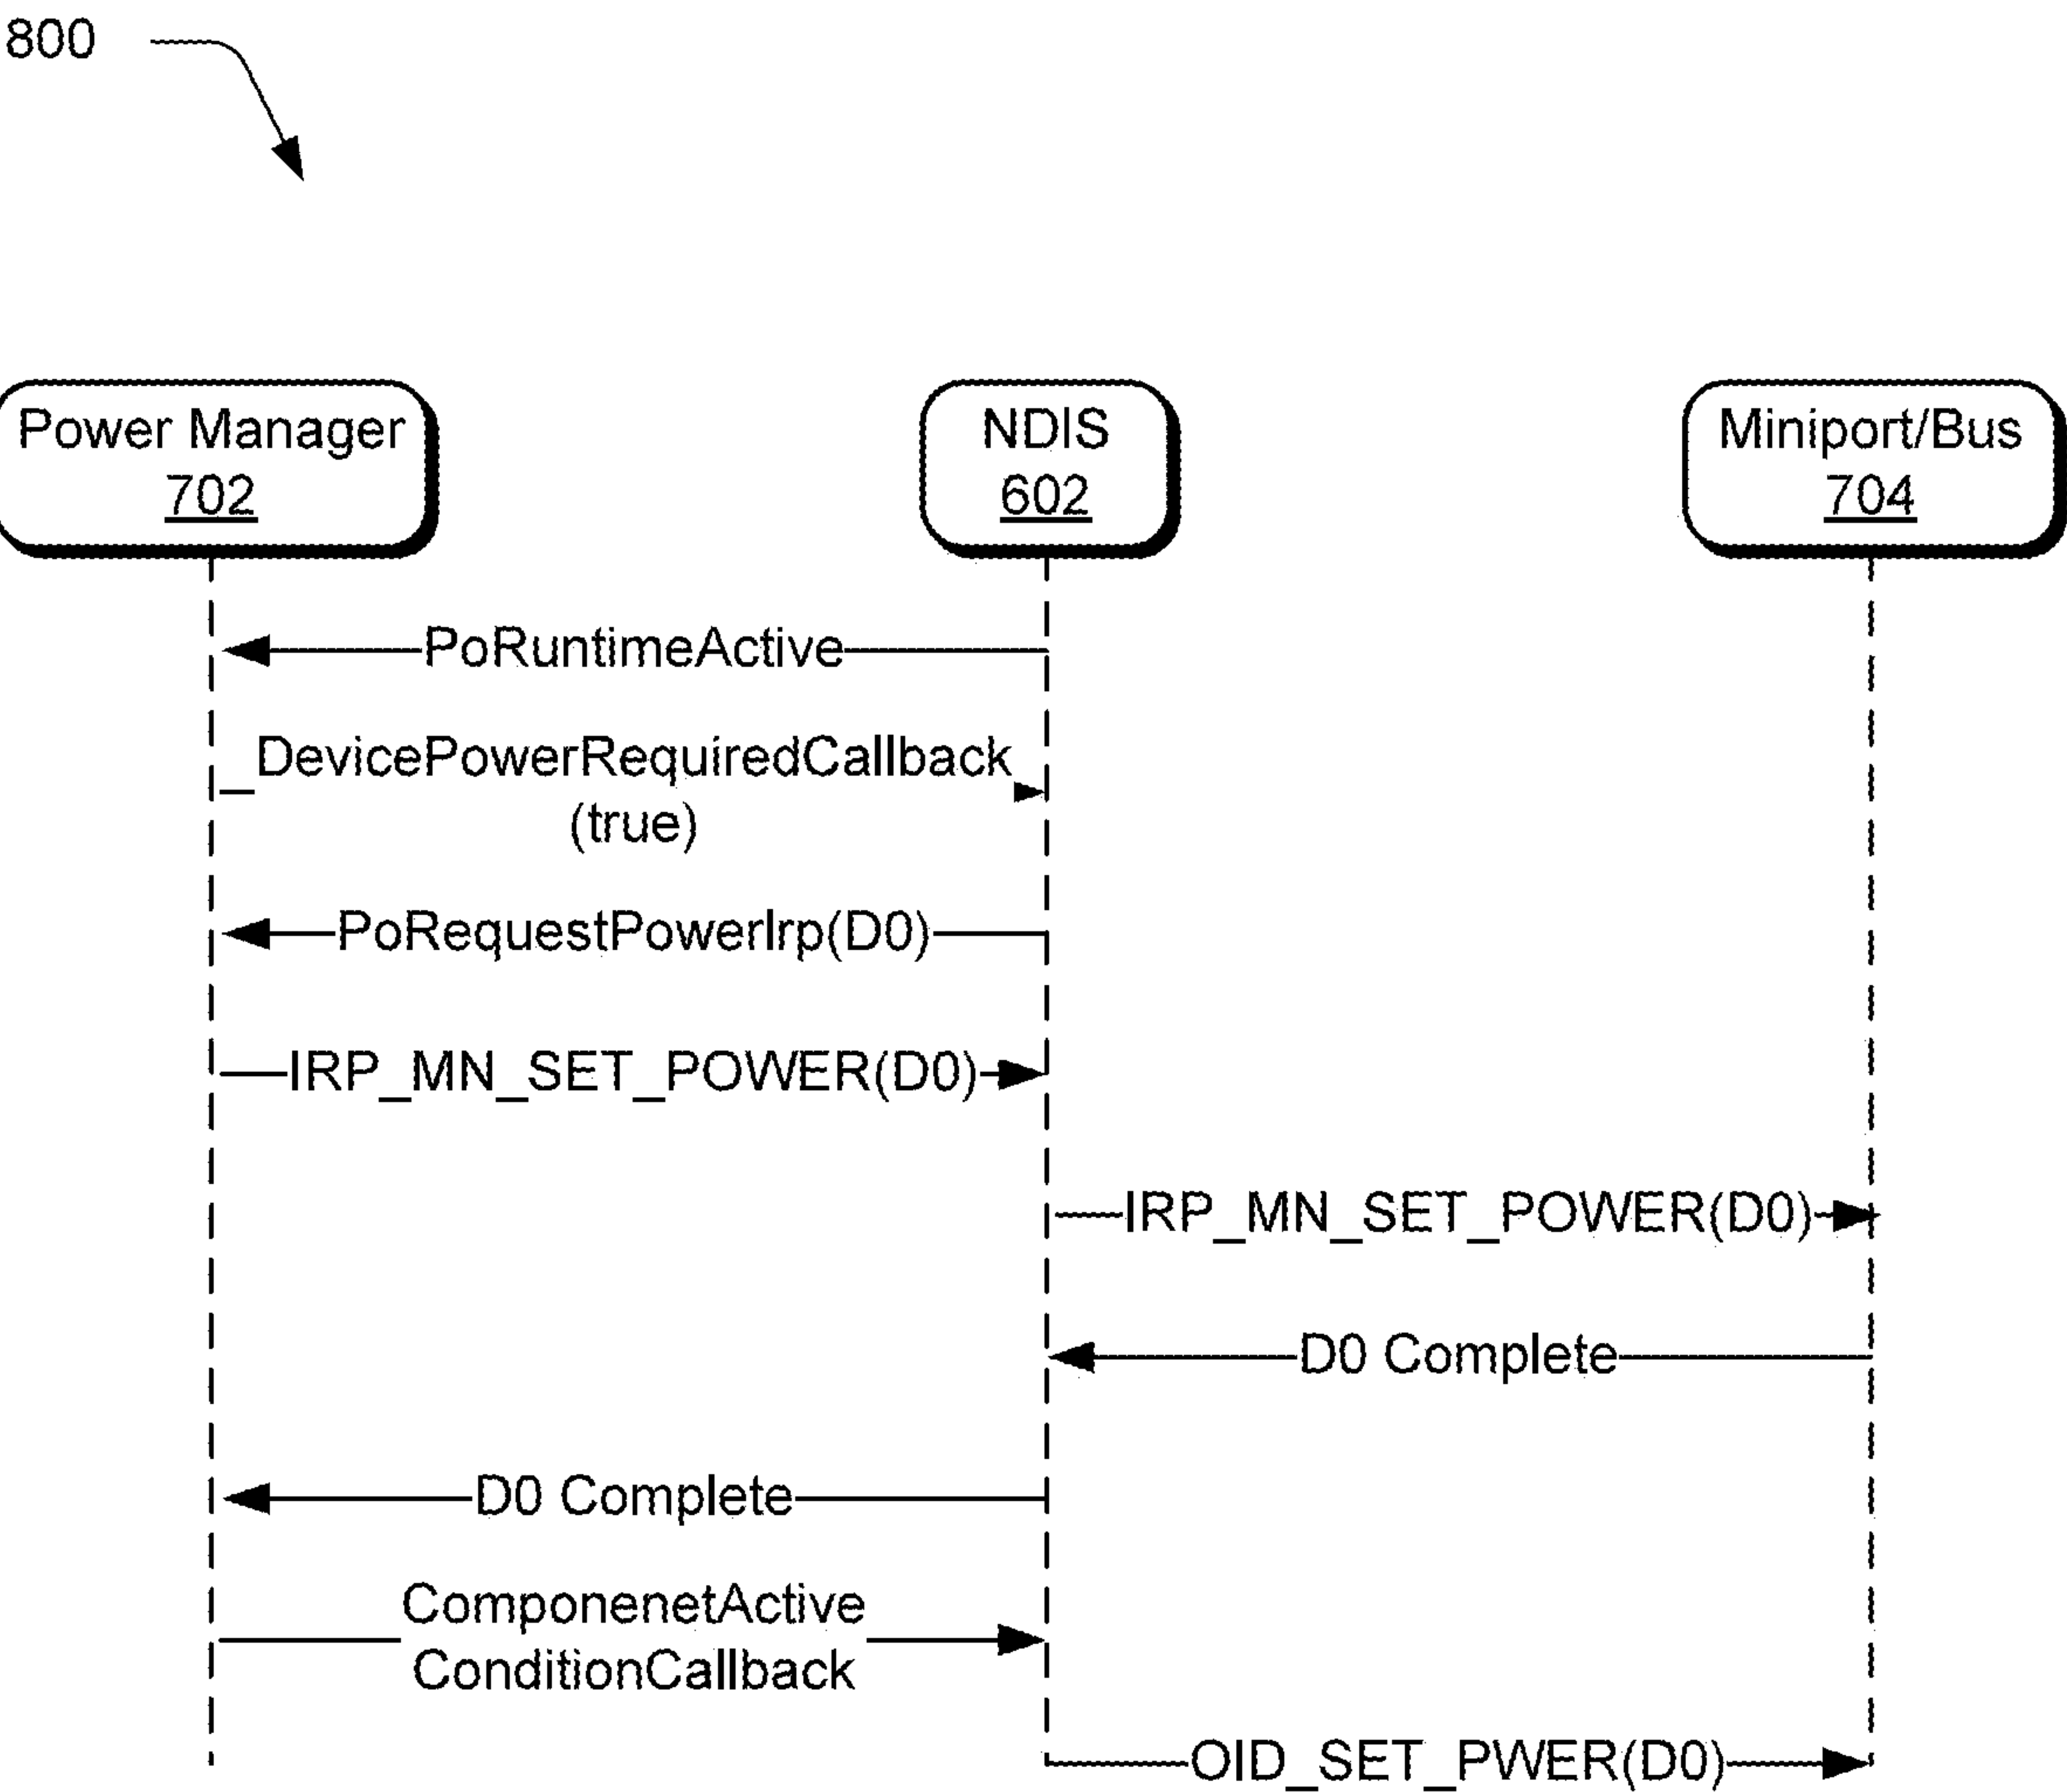 800
Power Manager
702
NDIS
602
Miniport/Bus
704
PoRuntimeActive
_DevicePowerRequiredCallback
(true)
PoRequestPowerIrp(D0)
IRP_MN_SET_POWER(D0)
IRP_MN_SET_POWER(D0)
D0 Complete
D0 Complete
ComponenetActive
ConditionCallback
OID_SET_PWER(D0)